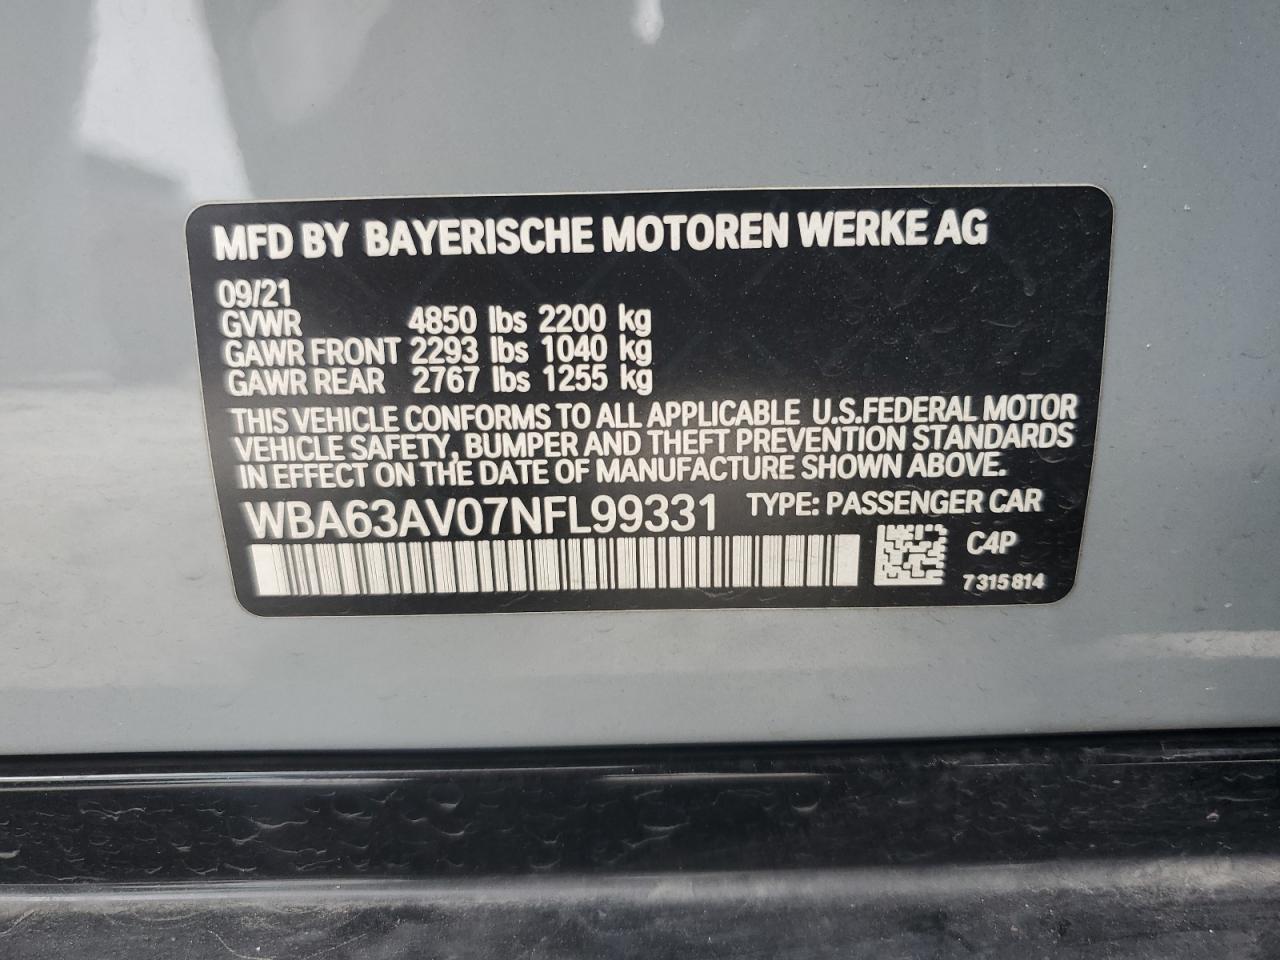 MFD BY BAYERISCHE MOTOREN WERKE AG
09/21
GVWR 4850 lbs 2200 kg
GAWR FRONT 2293 lbs 1040 kg
GAWR REAR 2767 lbs 1255 kg
THIS VEHICLE CONFORMS TO ALL APPLICABLE U.S.FEDERAL MOTOR
VEHICLE SAFETY, BUMPER AND THEFT PREVENTION STANDARDS
IN EFFECT ON THE DATE OF MANUFACTURE SHOWN ABOVE.
WBA63AV07NFL99331 TYPE: PASSENGER CAR
C4P
7 315 814